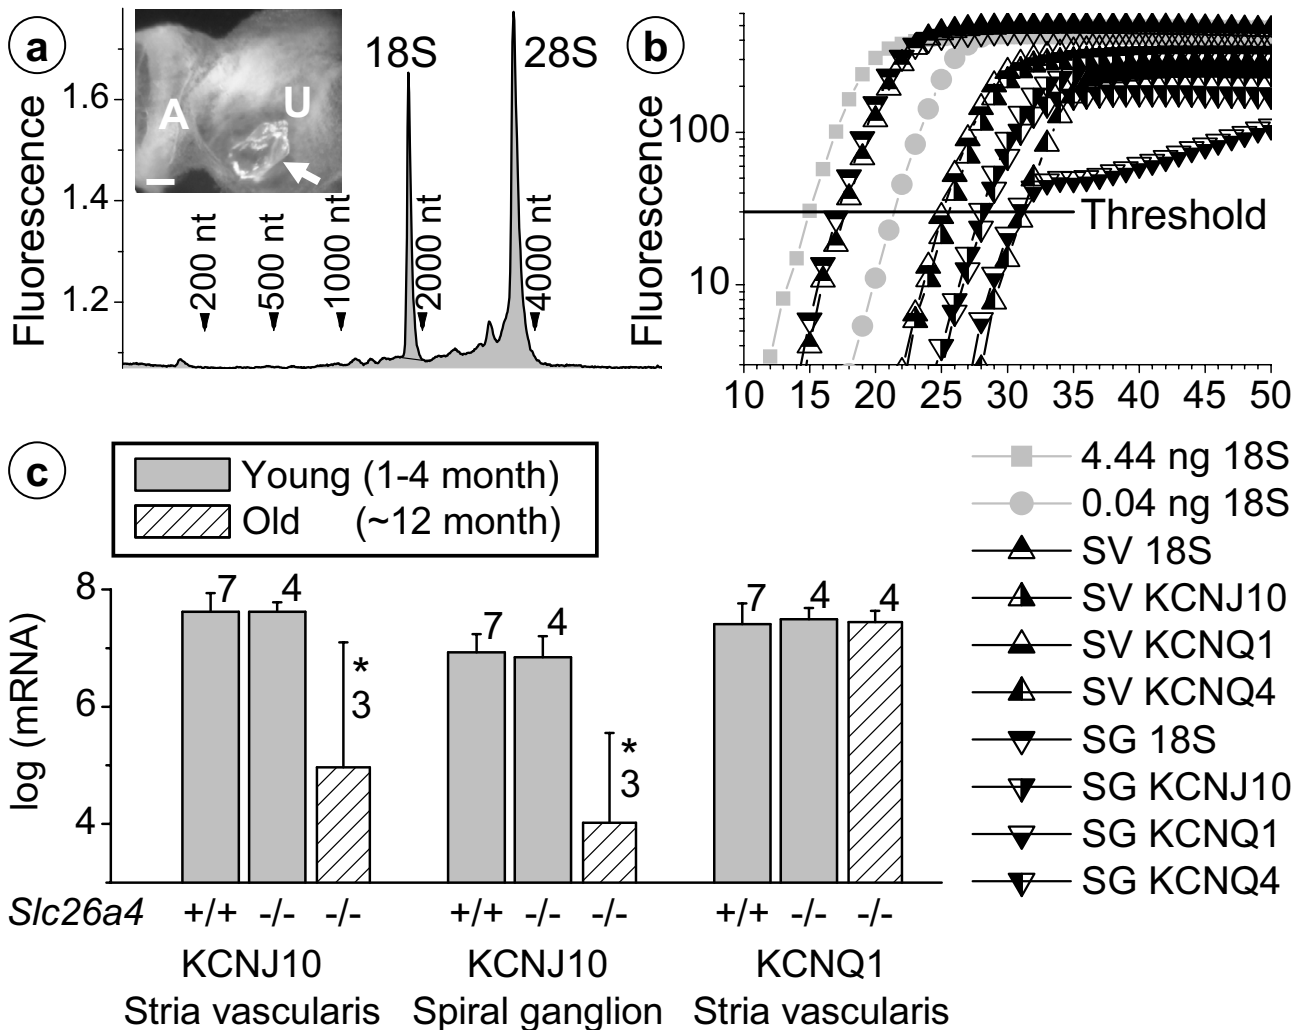 a
A
U
18S
28S
Fluorescence
1.6
1.4
1.2
200 nt
500 nt
1000 nt
2000 nt
4000 nt
b
Fluorescence
100
10
Threshold
10 15 20 25 30 35 40 45 50
4.44 ng 18S
0.04 ng 18S
SV 18S
SV KCNJ10
SV KCNQ1
SV KCNQ4
SG 18S
SG KCNJ10
SG KCNQ1
SG KCNQ4
c
Young (1-4 month)
Old (~12 month)
log (mRNA)
8
6
4
7 4 * 3
7 4 * 3
7 4 4
Slc26a4 +/+ -/- -/- +/+ -/- -/- +/+ -/- -/-
KCNJ10 KCNJ10 KCNQ1
Stria vascularis Spiral ganglion Stria vascularis